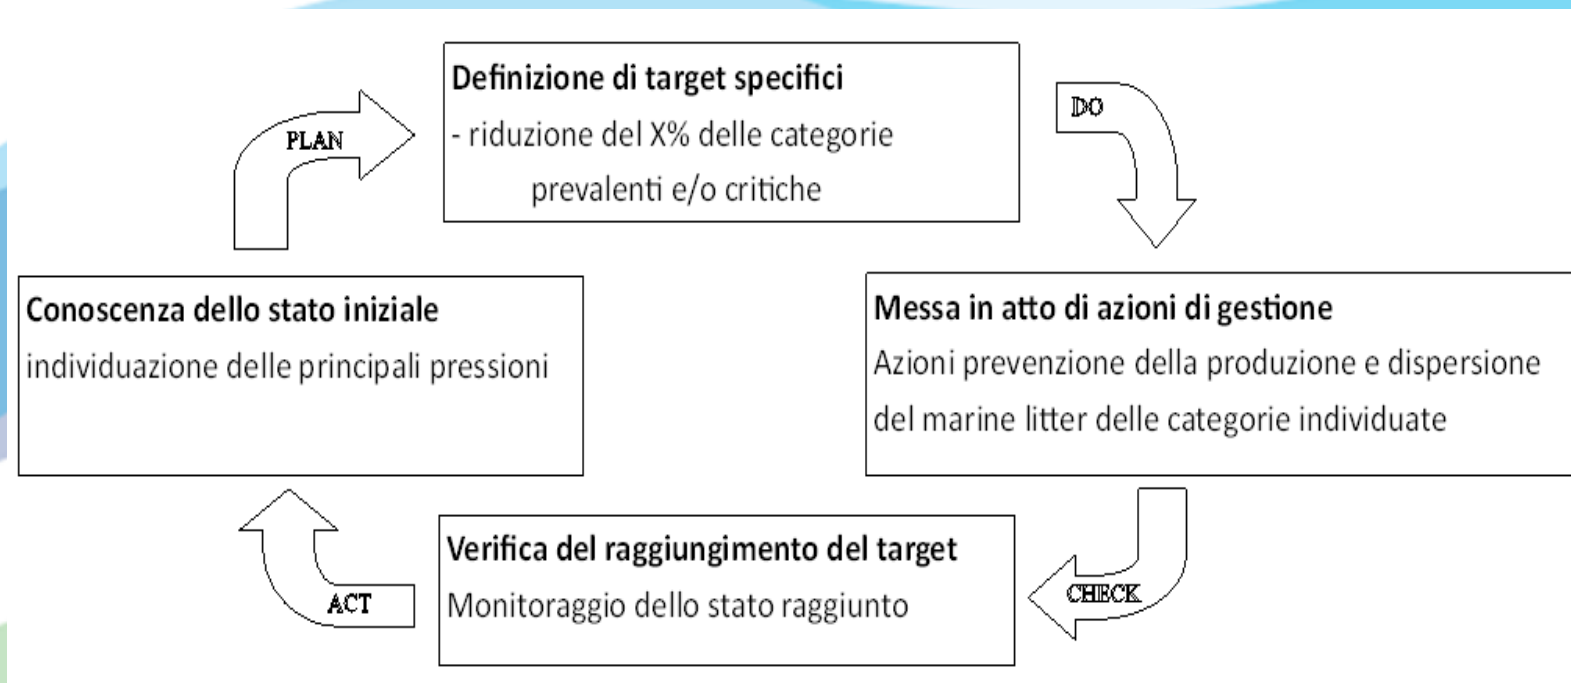 Definizione di target specifici
- riduzione del X% delle categorie
prevalenti e/o critiche
PLAN
DO
Conoscenza dello stato iniziale
individuazione delle principali pressioni
Messa in atto di azioni di gestione
Azioni prevenzione della produzione e dispersione
del marine litter delle categorie individuate
Verifica del raggiungimento del target
Monitoraggio dello stato raggiunto
ACT
CHECK